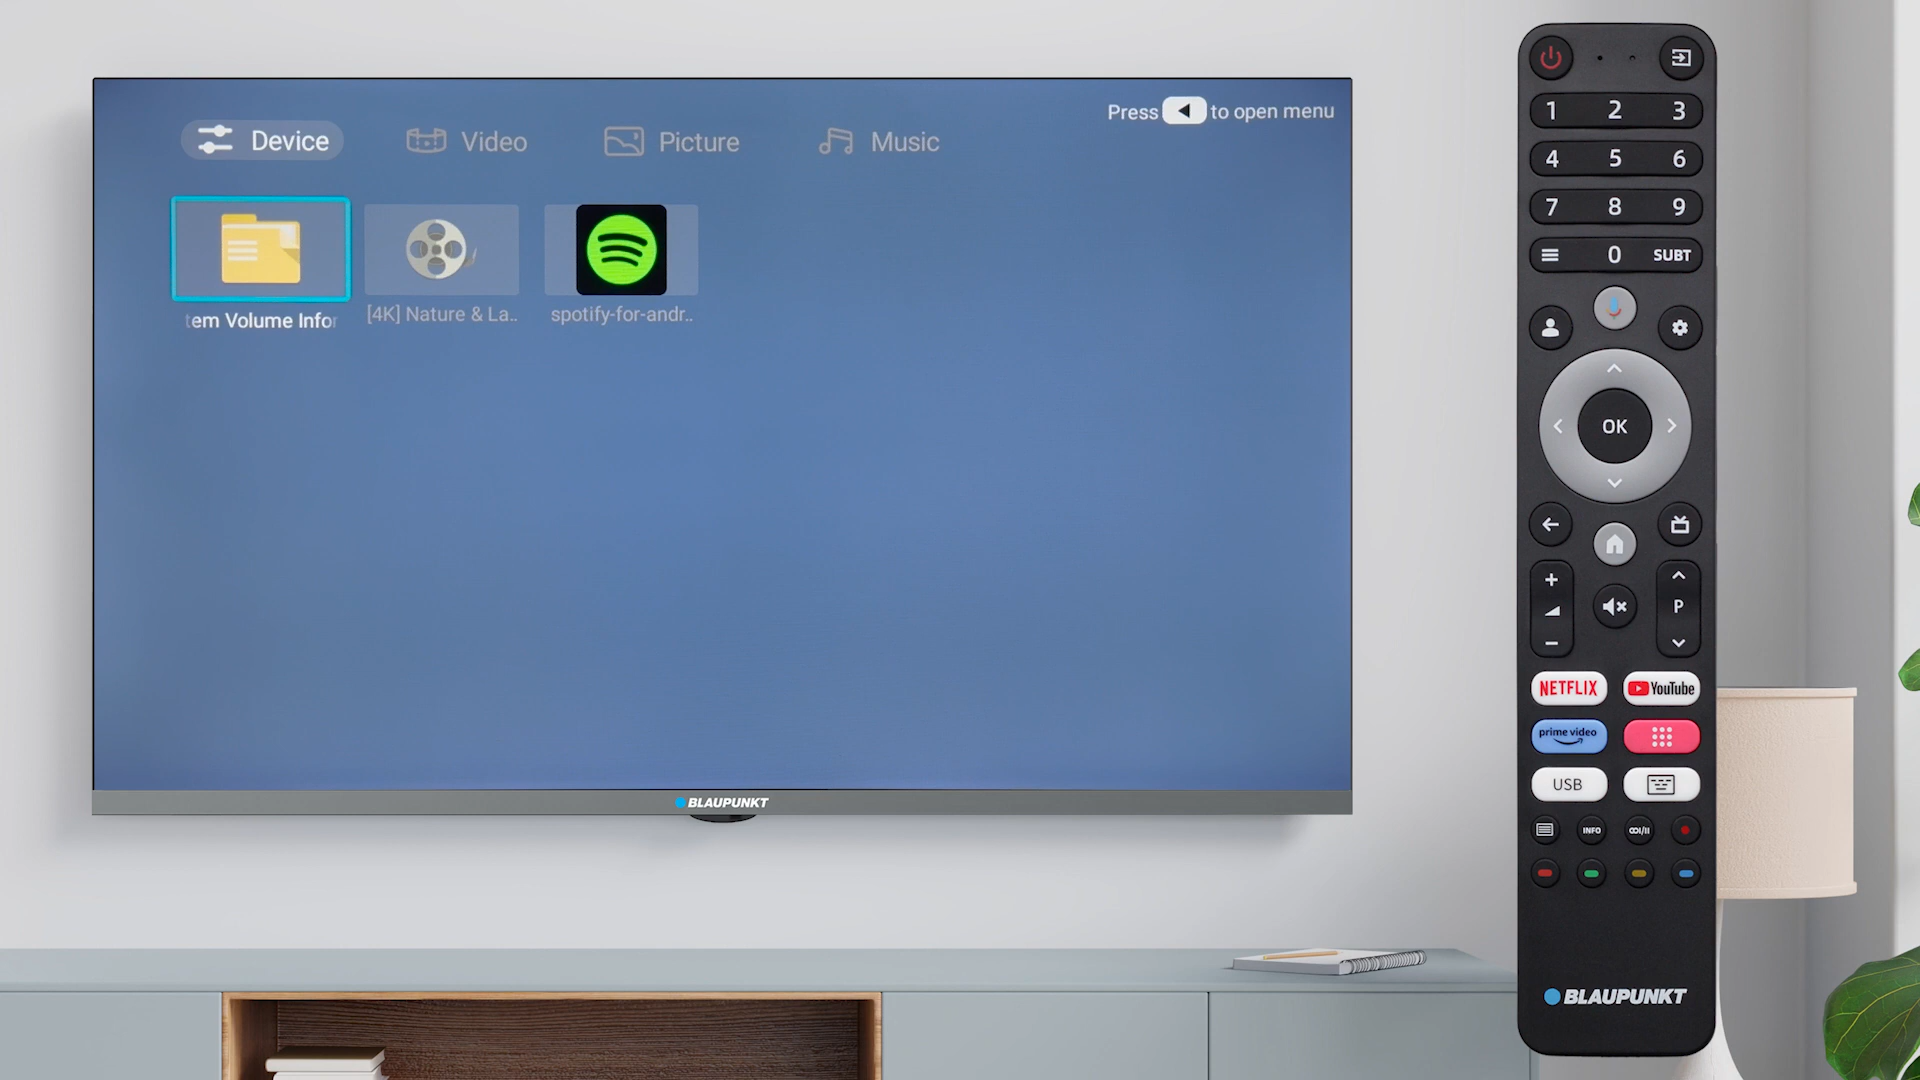 Press ◀ to open menu
Device Video Picture Music
tem Volume Infor
[4K] Nature & La..
spotify-for-andr..
BLAUPUNKT
1 2 3
4 5 6
7 8 9
0 SUBT
OK
+
P
−
NETFLIX
YouTube
prime video
USB
INFO
BLAUPUNKT